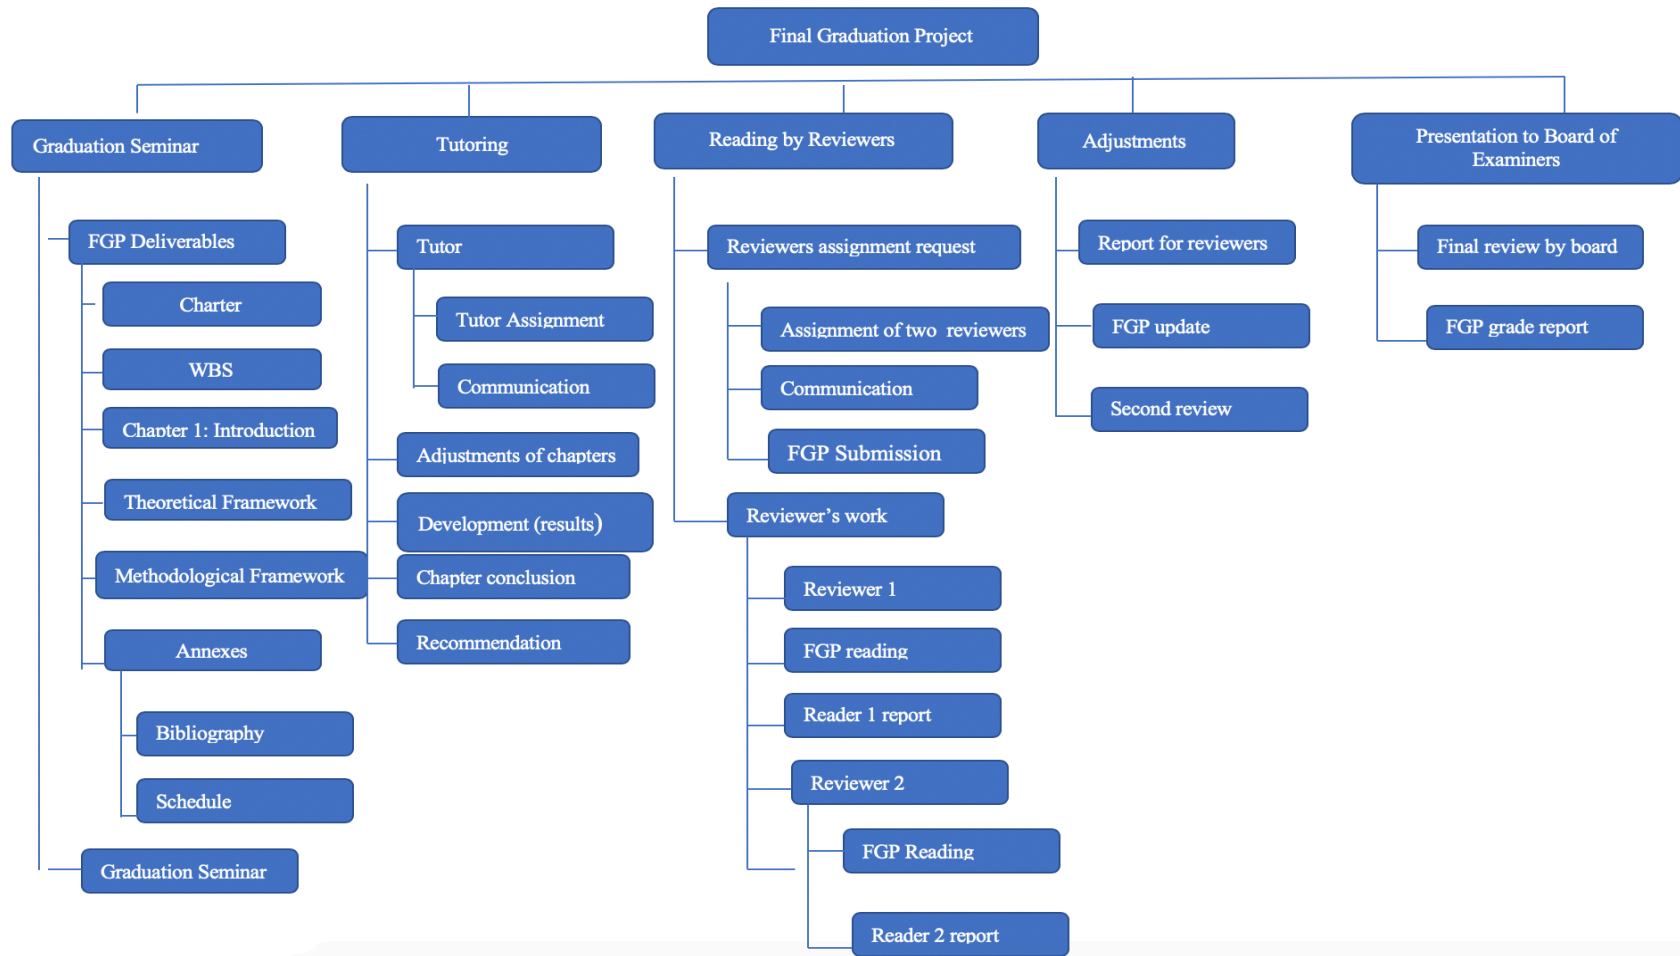 Final Graduation Project
Graduation Seminar
FGP Deliverables
Charter
WBS
Chapter 1: Introduction
Theoretical Framework
Methodological Framework
Annexes
Bibliography
Schedule
Graduation Seminar
Tutoring
Tutor
Tutor Assignment
Communication
Adjustments of chapters
Development (results)
Chapter conclusion
Recommendation
Reading by Reviewers
Reviewers assignment request
Assignment of two  reviewers
Communication
FGP Submission
Reviewer’s work
Reviewer 1
FGP reading
Reader 1 report
Reviewer 2
FGP Reading
Reader 2 report
Adjustments
Report for reviewers
FGP update
Second review
Presentation to Board of
Examiners
Final review by board
FGP grade report